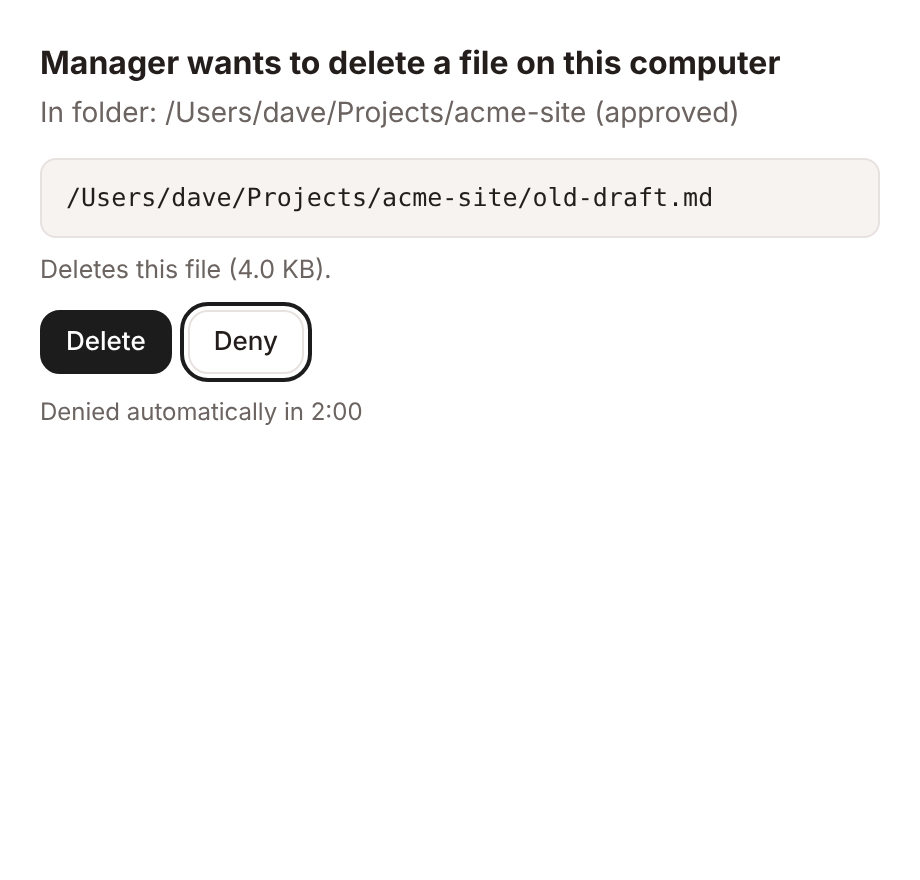 Manager wants to delete a file on this computer
In folder: /Users/dave/Projects/acme-site (approved)
/Users/dave/Projects/acme-site/old-draft.md
Deletes this file (4.0 KB).
Delete Deny
Denied automatically in 2:00